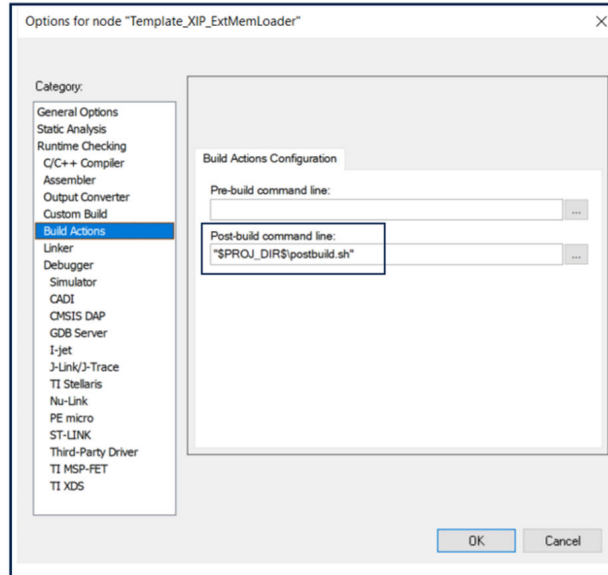 Options for node "Template_XIP_ExtMemLoader"
Category:
General Options
Static Analysis
Runtime Checking
C/C++ Compiler
Assembler
Output Converter
Custom Build
Build Actions
Linker
Debugger
Simulator
CADI
CMSIS DAP
GDB Server
I-jet
J-Link/J-Trace
TI Stellaris
Nu-Link
PE micro
ST-LINK
Third-Party Driver
TI MSP-FET
TI XDS
Build Actions Configuration
Pre-build command line:
...
Post-build command line:
"$PROJ_DIR$\postbuild.sh"
...
OK
Cancel